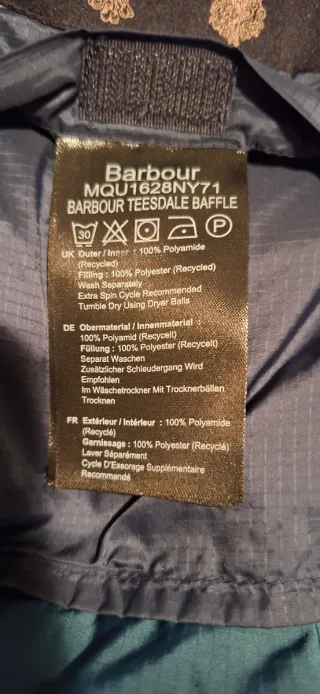 Barbour
MQU1628NY71
BARBOUR TEESDALE BAFFLE
30 P
UK Outer / Inner : 100% Polyamide
(Recycled)
Filling : 100% Polyester (Recycled)
Wash Separately
Extra Spin Cycle Recommended
Tumble Dry Using Dryer Balls
DE Obermaterial / Innenmaterial :
100% Polyamid (Recycelt)
Füllung : 100% Polyester (Recycelt)
Separat Waschen
Zusätzlicher Schleudergang Wird
Empfohlen
Im Wäschetrockner Mit Trocknerbällen
Trocknen
FR Extérieur / Intérieur : 100% Polyamide
(Recyclé)
Garnissage : 100% Polyester (Recyclé)
Laver Séparément
Cycle D'Essorage Supplémentaire
Recommandé